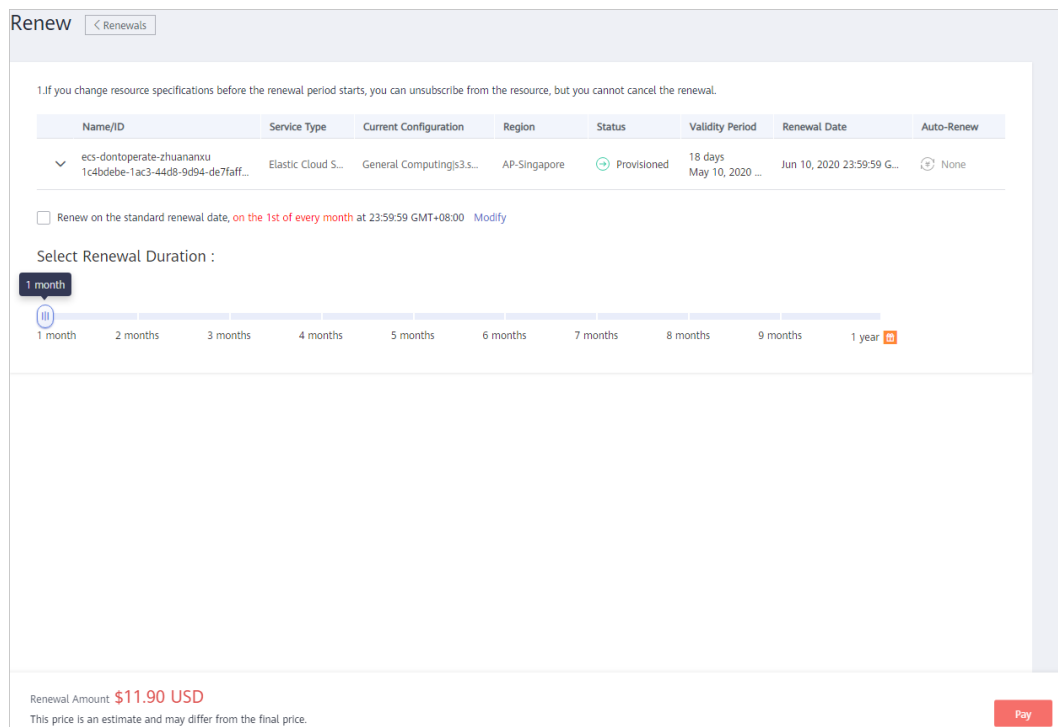 Renew < Renewals
1.If you change resource specifications before the renewal period starts, you can unsubscribe from the resource, but you cannot cancel the renewal.
Name/ID Service Type Current Configuration Region Status Validity Period Renewal Date Auto-Renew
ecs-dontoperate-zhuananxu Elastic Cloud S... General Computing|s3.s... AP-Singapore Provisioned 18 days Jun 10, 2020 23:59:59 G... None
1c4bdebe-1ac3-44d8-9d94-de7faff... May 10, 2020 ...
Renew on the standard renewal date, on the 1st of every month at 23:59:59 GMT+08:00 Modify
Select Renewal Duration :
1 month
1 month 2 months 3 months 4 months 5 months 6 months 7 months 8 months 9 months 1 year
Renewal Amount $11.90 USD
This price is an estimate and may differ from the final price.
Pay